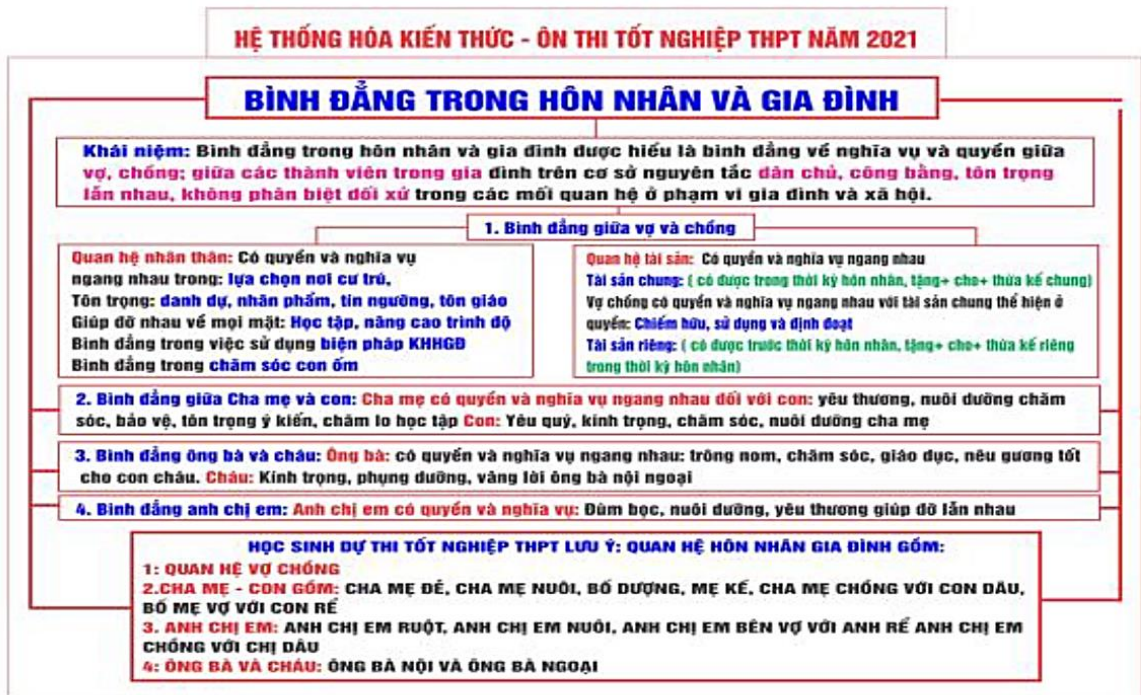 HỆ THỐNG HÓA KIẾN THỨC - ÔN THI TỐT NGHIỆP THPT NĂM 2021
BÌNH ĐẲNG TRONG HÔN NHÂN VÀ GIA ĐÌNH
Khái niệm: Bình đẳng trong hôn nhân và gia đình được hiểu là bình đẳng về nghĩa vụ và quyền giữa
vợ, chồng; giữa các thành viên trong gia đình trên cơ sở nguyên tắc dân chủ, công bằng, tôn trọng
lẫn nhau, không phân biệt đối xử trong các mối quan hệ ở phạm vi gia đình và xã hội.
1. Bình đẳng giữa vợ và chồng
Quan hệ nhân thân: Có quyền và nghĩa vụ
ngang nhau trong: lựa chọn nơi cư trú,
Tôn trọng: danh dự, nhân phẩm, tín ngưỡng, tôn giáo
Giúp đỡ nhau về mọi mặt: Học tập, nâng cao trình độ
Bình đẳng trong việc sử dụng biện pháp KHHGĐ
Bình đẳng trong chăm sóc con ốm
Quan hệ tài sản: Có quyền và nghĩa vụ ngang nhau
Tài sản chung: ( có được trong thời kỳ hôn nhân, tặng+ cho+ thừa kế chung)
Vợ chồng có quyền và nghĩa vụ ngang nhau với tài sản chung thể hiện ở
quyền: Chiếm hữu, sử dụng và định đoạt
Tài sản riêng: ( có được trước thời kỳ hôn nhân, tặng+ cho+ thừa kế riêng
trong thời kỳ hôn nhân)
2. Bình đẳng giữa Cha mẹ và con: Cha mẹ có quyền và nghĩa vụ ngang nhau đối với con: yêu thương, nuôi dưỡng chăm
sóc, bảo vệ, tôn trọng ý kiến, chăm lo học tập Con: Yêu quý, kính trọng, chăm sóc, nuôi dưỡng cha mẹ
3. Bình đẳng ông bà và cháu: Ông bà: có quyền và nghĩa vụ ngang nhau: trông nom, chăm sóc, giáo dục, nêu gương tốt
cho con cháu. Cháu: Kính trọng, phụng dưỡng, vâng lời ông bà nội ngoại
4. Bình đẳng anh chị em: Anh chị em có quyền và nghĩa vụ: Đùm bọc, nuôi dưỡng, yêu thương giúp đỡ lẫn nhau
HỌC SINH DỰ THI TỐT NGHIỆP THPT LƯU Ý: QUAN HỆ HÔN NHÂN GIA ĐÌNH GỒM:
1: QUAN HỆ VỢ CHỒNG
2.CHA MẸ - CON GỒM: CHA MẸ ĐẺ, CHA MẸ NUÔI, BỐ DƯỢNG, MẸ KẾ, CHA MẸ CHỒNG VỚI CON DÂU,
BỐ MẸ VỢ VỚI CON RỂ
3. ANH CHỊ EM: ANH CHỊ EM RUỘT, ANH CHỊ EM NUÔI, ANH CHỊ EM BÊN VỢ VỚI ANH RỂ ANH CHỊ EM
CHỒNG VỚI CHỊ DÂU
4: ÔNG BÀ VÀ CHÁU: ÔNG BÀ NỘI VÀ ÔNG BÀ NGOẠI